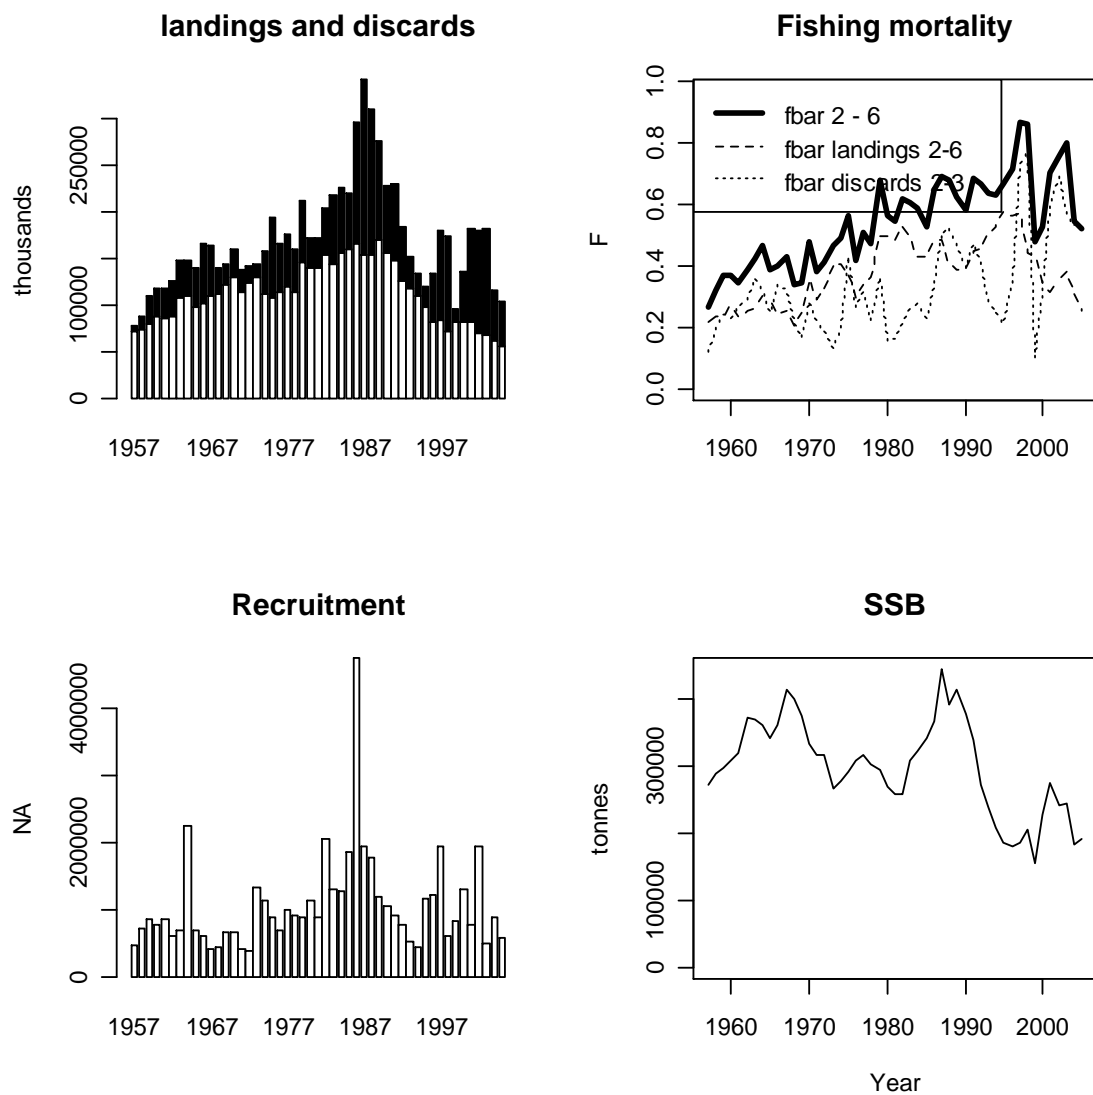 landings and discards
thousands
0
100000
250000
1957 1967 1977 1987 1997
Fishing mortality
F
0.0
0.2
0.4
0.6
0.8
1.0
fbar 2 - 6
fbar landings 2-6
fbar discards 2-3
1960 1970 1980 1990 2000
Recruitment
NA
0
2000000
4000000
1957 1967 1977 1987 1997
SSB
tonnes
0
100000
300000
1960 1970 1980 1990 2000
Year